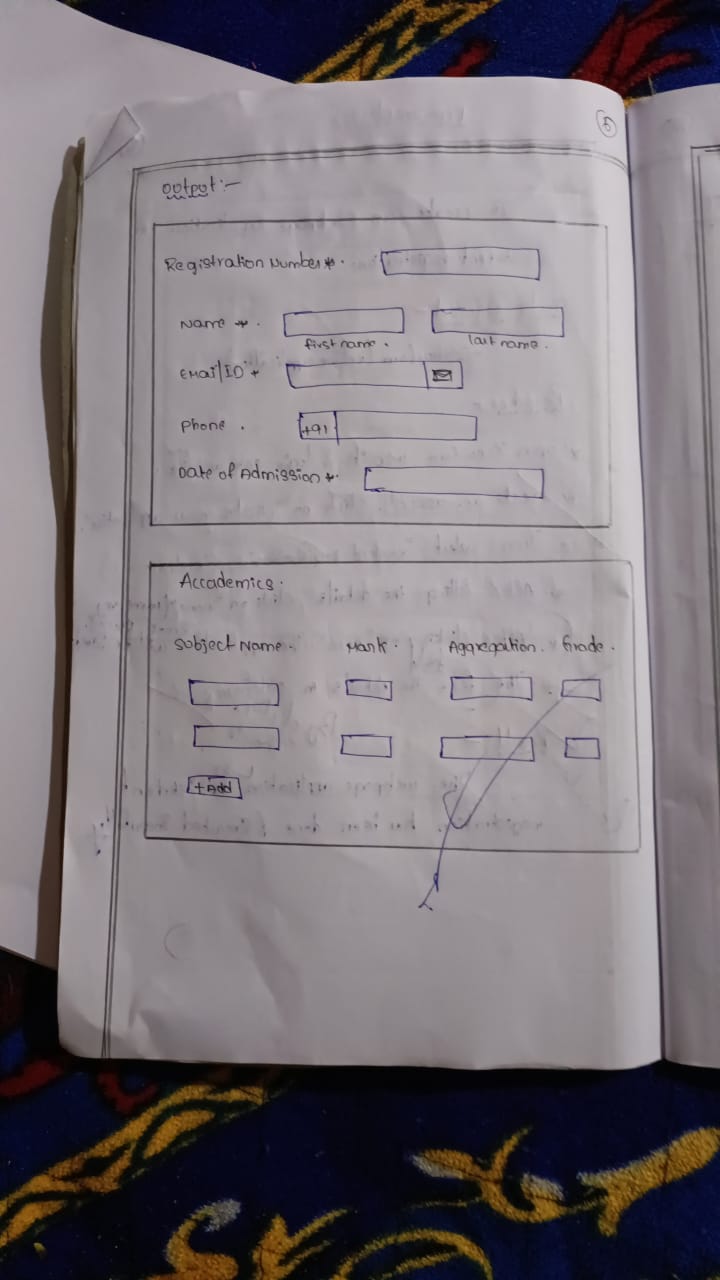 5
output :-
Registration Number *.
Name *.
first name.
last name.
EMail ID *
Phone.
+91
Date of Admission *.
Accademics.
Subject Name. Mark. Aggregaition. Grade.
+Add